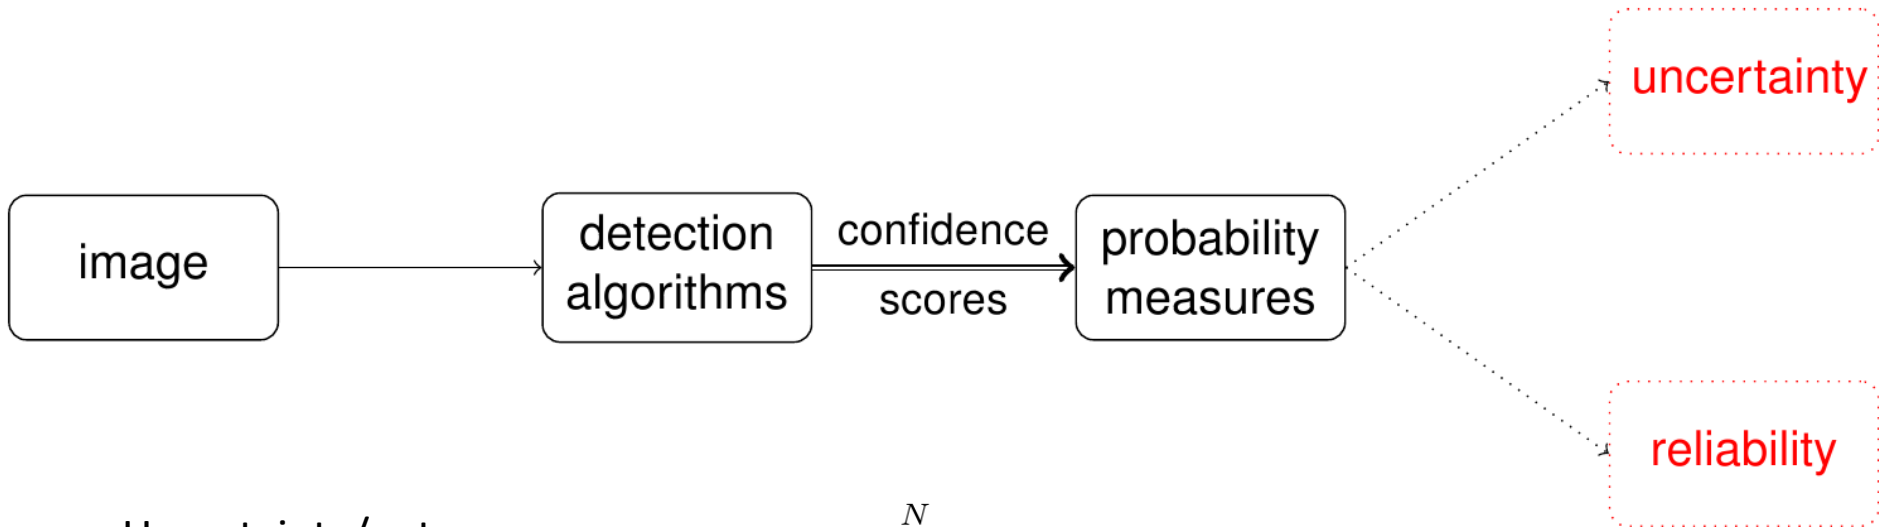 image
detection
algorithms
confidence
scores
probability
measures
uncertainty
reliability
N